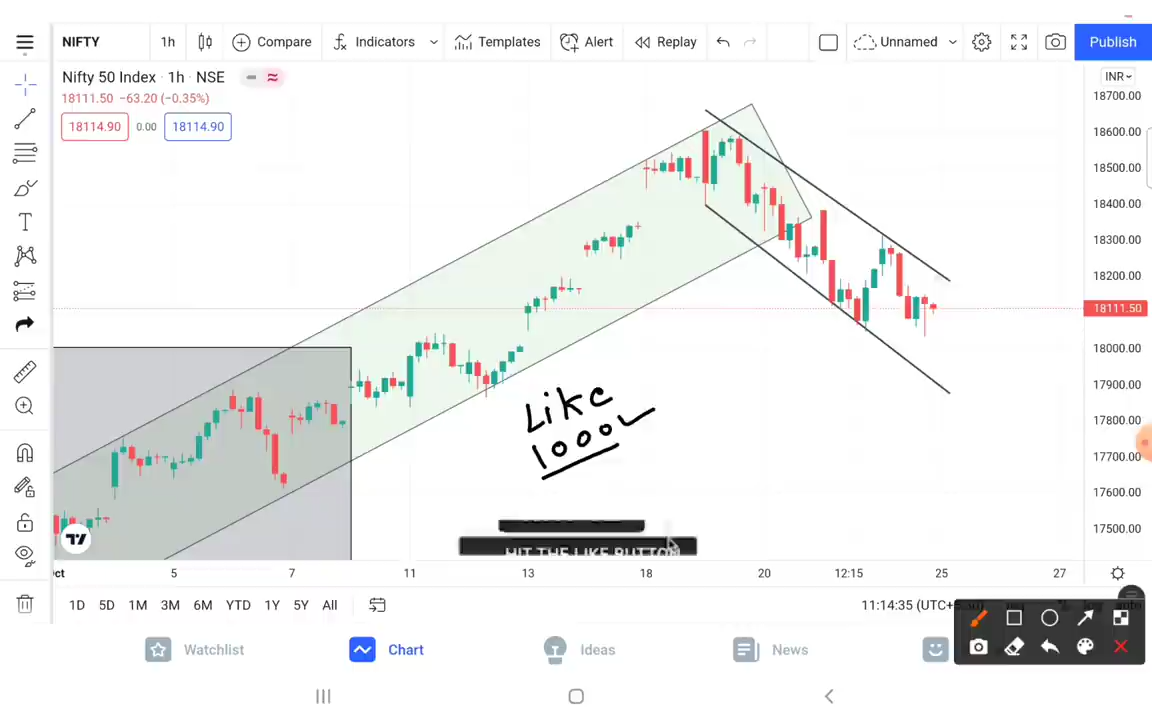 NIFTY 1h Compare Indicators Templates Alert Replay Unnamed Publish
Nifty 50 Index · 1h · NSE
INR
18111.50 −63.20 (−0.35%)
18114.90 0.00 18114.90
18700.00
18600.00
18500.00
18400.00
18300.00
18200.00
18111.50
18000.00
17900.00
17800.00
17700.00
17600.00
17500.00
Like
1000
HIT THE LIKE BUTTON
ct 5 7 11 13 18 20 12:15 25 27
1D 5D 1M 3M 6M YTD 1Y 5Y All 11:14:35 (UTC+5:30)
Watchlist Chart Ideas News